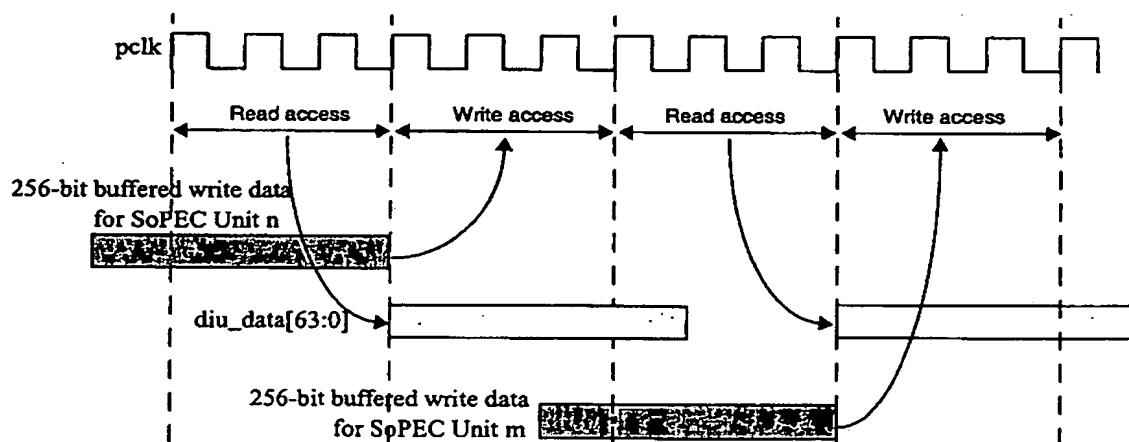 pclk
Read access
Write access
Read access
Write access
256-bit buffered write data
for SoPEC Unit n
diu_data[63:0]
256-bit buffered write data
for SoPEC Unit m